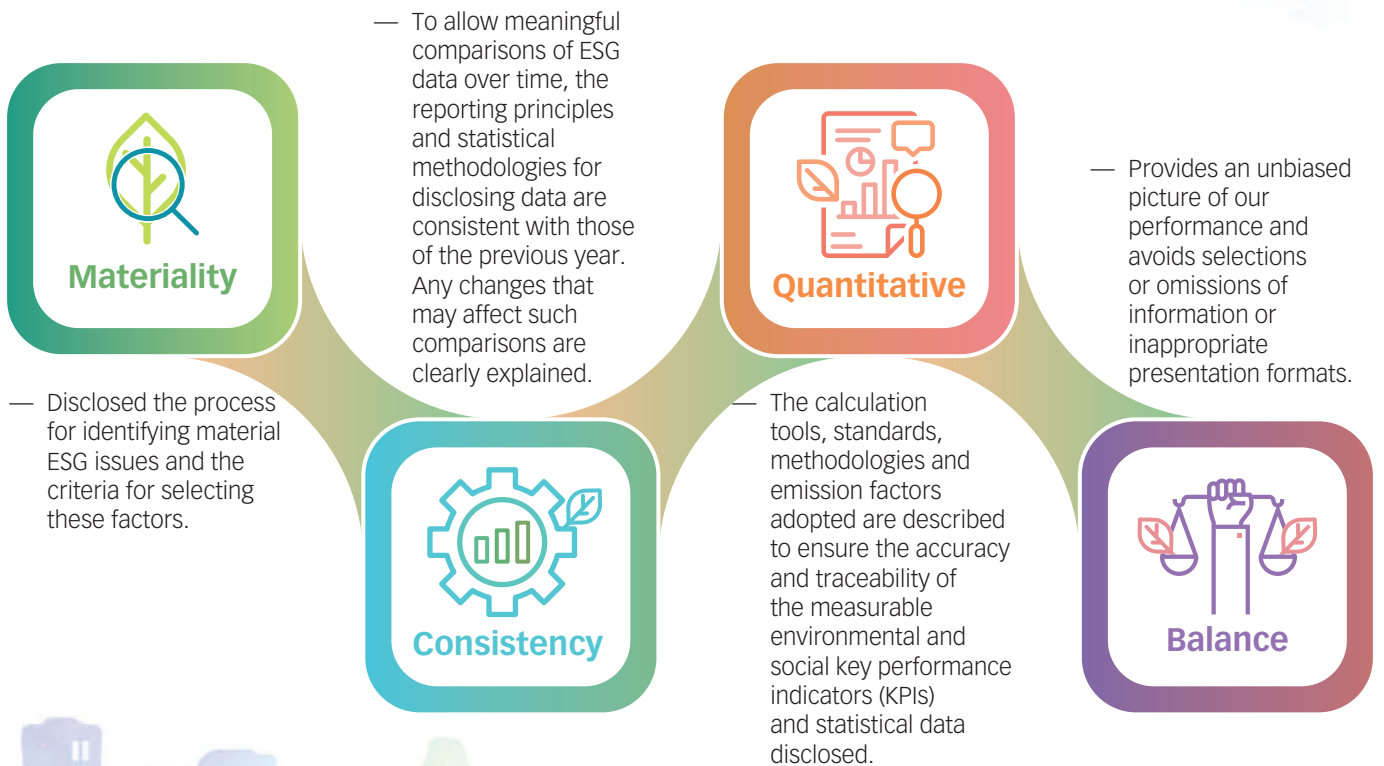 Materiality
— Disclosed the process
for identifying material
ESG issues and the
criteria for selecting
these factors.
— To allow meaningful
comparisons of ESG
data over time, the
reporting principles
and statistical
methodologies for
disclosing data are
consistent with those
of the previous year.
Any changes that
may affect such
comparisons are
clearly explained.
Consistency
Quantitative
— The calculation
tools, standards,
methodologies and
emission factors
adopted are described
to ensure the accuracy
and traceability of
the measurable
environmental and
social key performance
indicators (KPIs)
and statistical data
disclosed.
— Provides an unbiased
picture of our
performance and
avoids selections
or omissions of
information or
inappropriate
presentation formats.
Balance